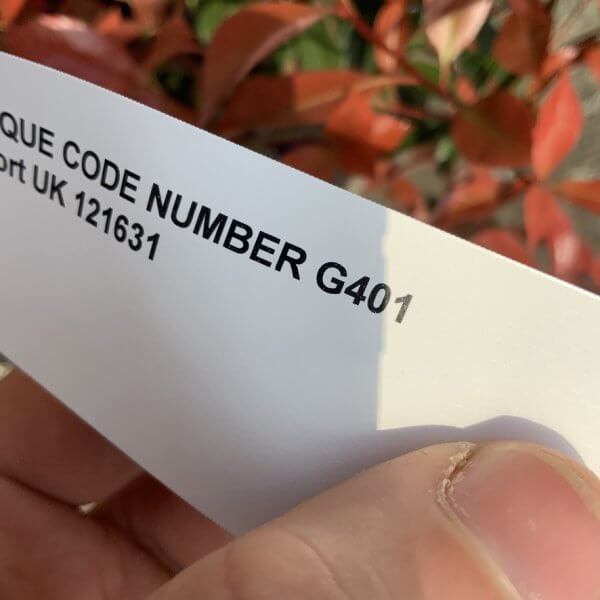 QUE CODE NUMBER G401
ort UK 121631